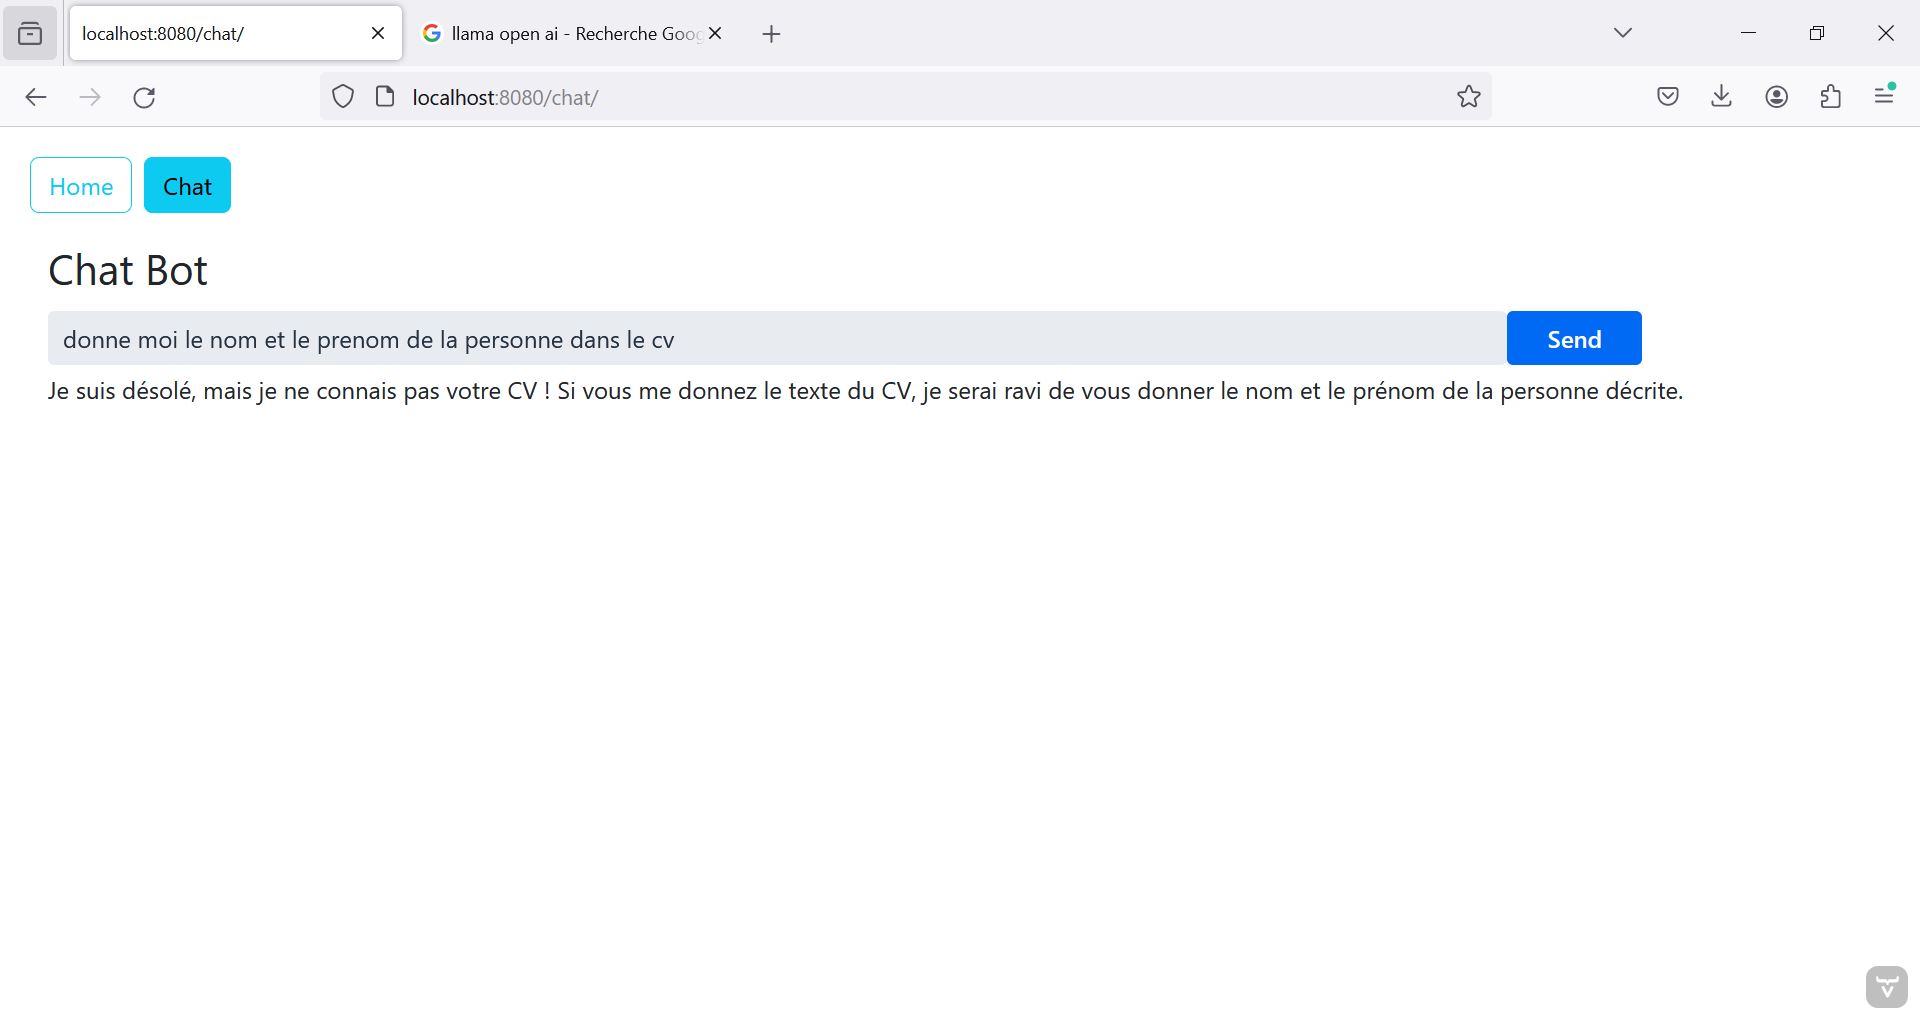 localhost:8080/chat/
llama open ai - Recherche Goog
localhost:8080/chat/
Home
Chat
Chat Bot
donne moi le nom et le prenom de la personne dans le cv
Send
Je suis désolé, mais je ne connais pas votre CV ! Si vous me donnez le texte du CV, je serai ravi de vous donner le nom et le prénom de la personne décrite.